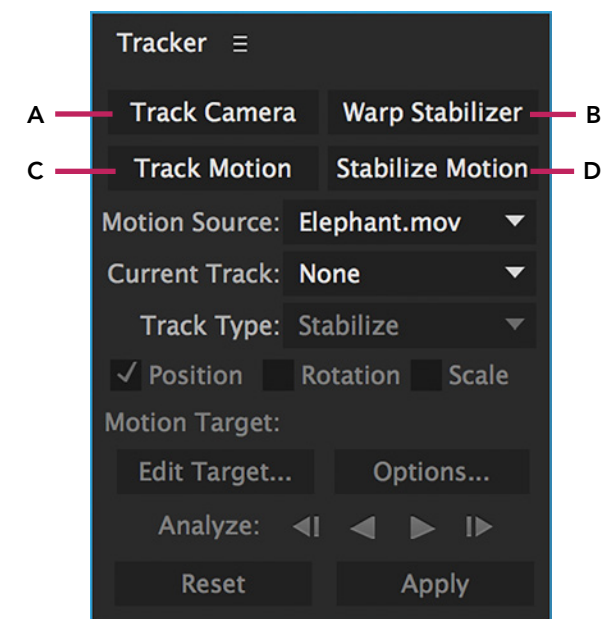 Tracker
A Track Camera Warp Stabilizer B
C Track Motion Stabilize Motion D
Motion Source: Elephant.mov
Current Track: None
Track Type: Stabilize
Position Rotation Scale
Motion Target:
Edit Target... Options...
Analyze:
Reset Apply